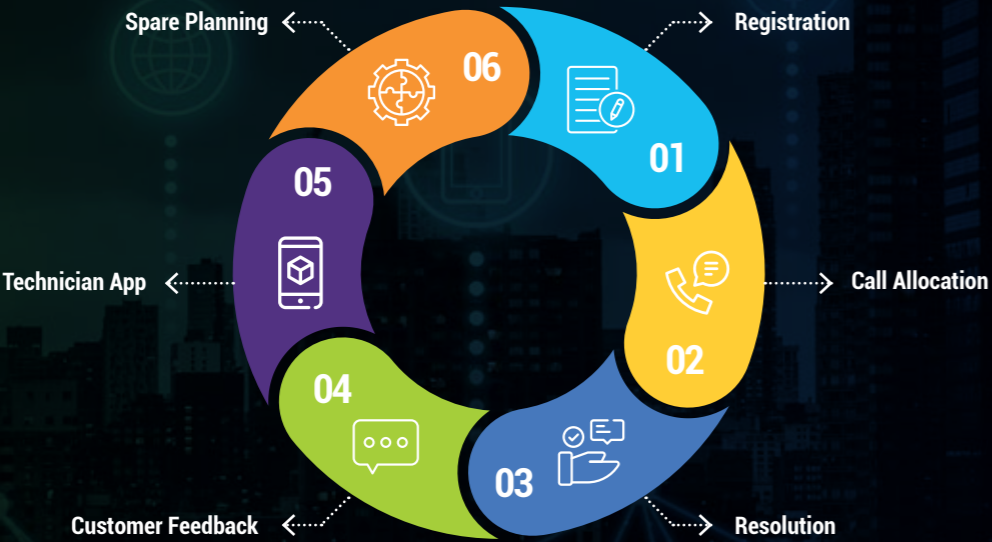 Spare Planning
06
Registration
01
05
Technician App
Call Allocation
02
04
03
Customer Feedback
Resolution